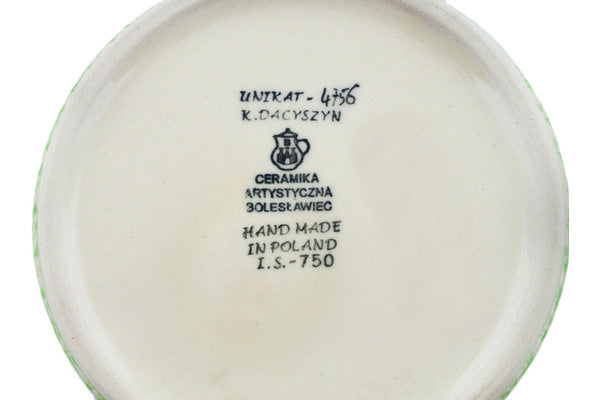 UNIKAT - 4756
K. DACYSZYN
B
CERAMIKA
ARTYSTYCZNA
BOLESŁAWIEC
HAND MADE
IN POLAND
I.S.-750